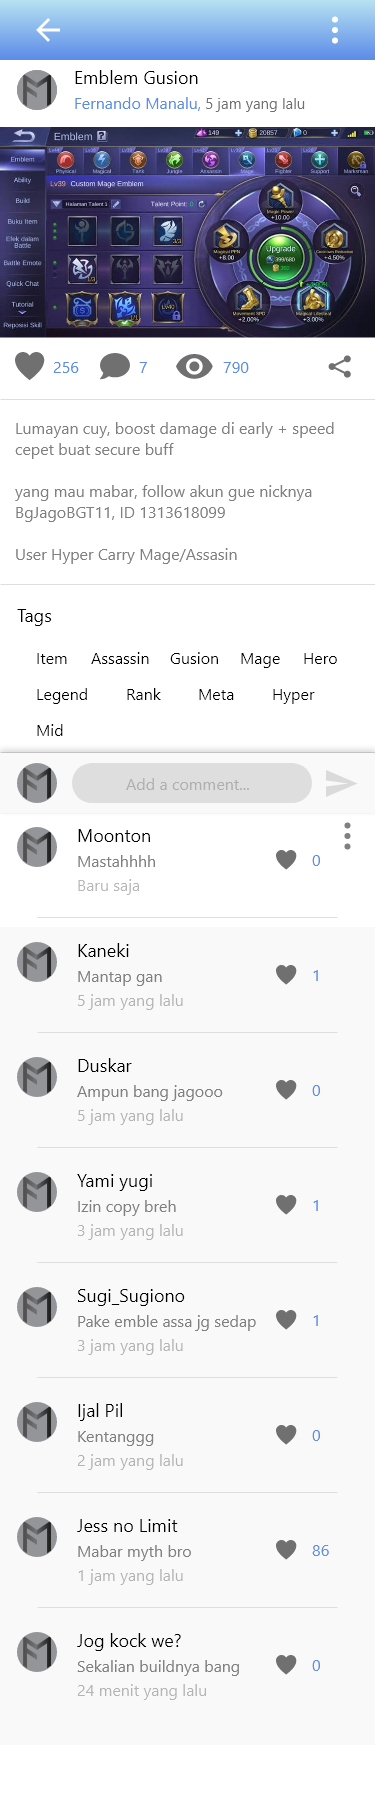 Emblem Gusion
Fernando Manalu, 5 jam yang lalu
Emblem ?
149
20857
0
Emblem
Physical
Magical
Tank
Jungle
Assassin
Mage
Fighter
Support
Marksman
Ability
Lv39 Custom Mage Emblem
Build
Halaman Talent 1
Talent Point: 0
Magic Power
+10.00
Buku Item
Efek dalam
Battle
3/3
Magical PEN
+8.00
Upgrade
399/680
Cooldown Reduction
+4.50%
Battle Emote
1/3
Quick Chat
Movement SPD
+2.00%
Magical Lifesteal
+3.00%
Tutorial
Lv40
Reposisi Skill
256
7
790
Lumayan cuy, boost damage di early + speed
cepet buat secure buff
yang mau mabar, follow akun gue nicknya
BgJagoBGT11, ID 1313618099
User Hyper Carry Mage/Assasin
Tags
Item Assassin Gusion Mage Hero
Legend Rank Meta Hyper
Mid
Add a comment...
Moonton
Mastahhhh
0
Baru saja
Kaneki
Mantap gan
1
5 jam yang lalu
Duskar
Ampun bang jagooo
0
5 jam yang lalu
Yami yugi
Izin copy breh
1
3 jam yang lalu
Sugi_Sugiono
Pake emble assa jg sedap
1
3 jam yang lalu
Ijal Pil
Kentanggg
0
2 jam yang lalu
Jess no Limit
Mabar myth bro
86
1 jam yang lalu
Jog kock we?
Sekalian buildnya bang
0
24 menit yang lalu